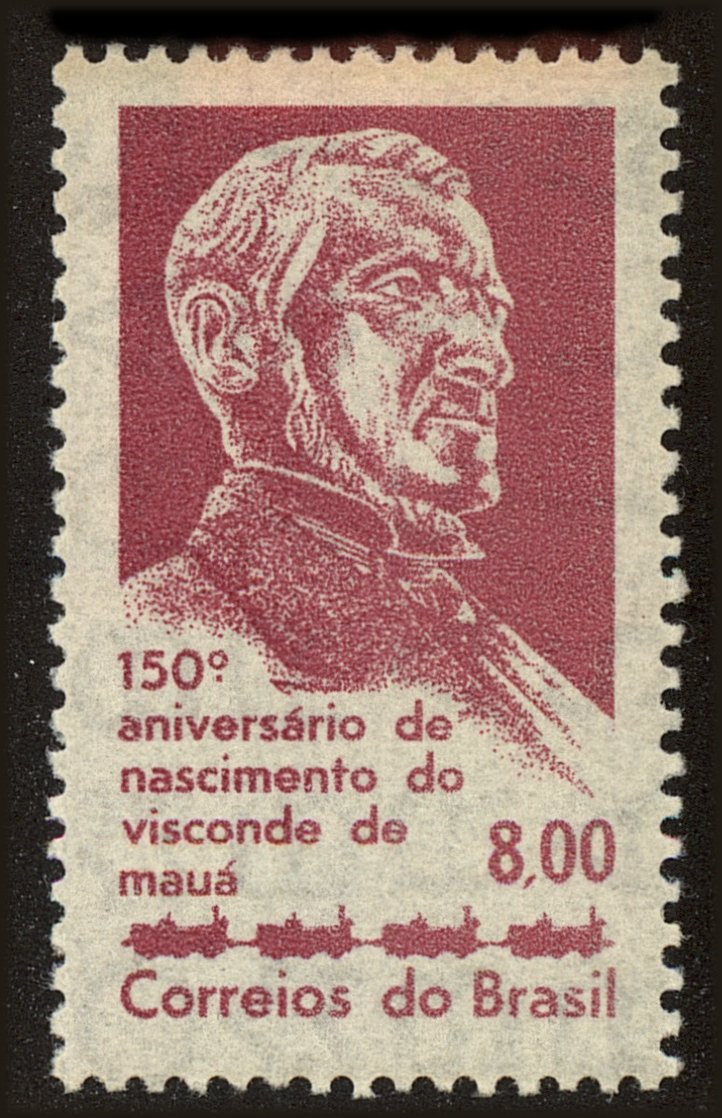 150º
aniversário de
nascimento do
visconde de
mauá
8,00
Correios do Brasil